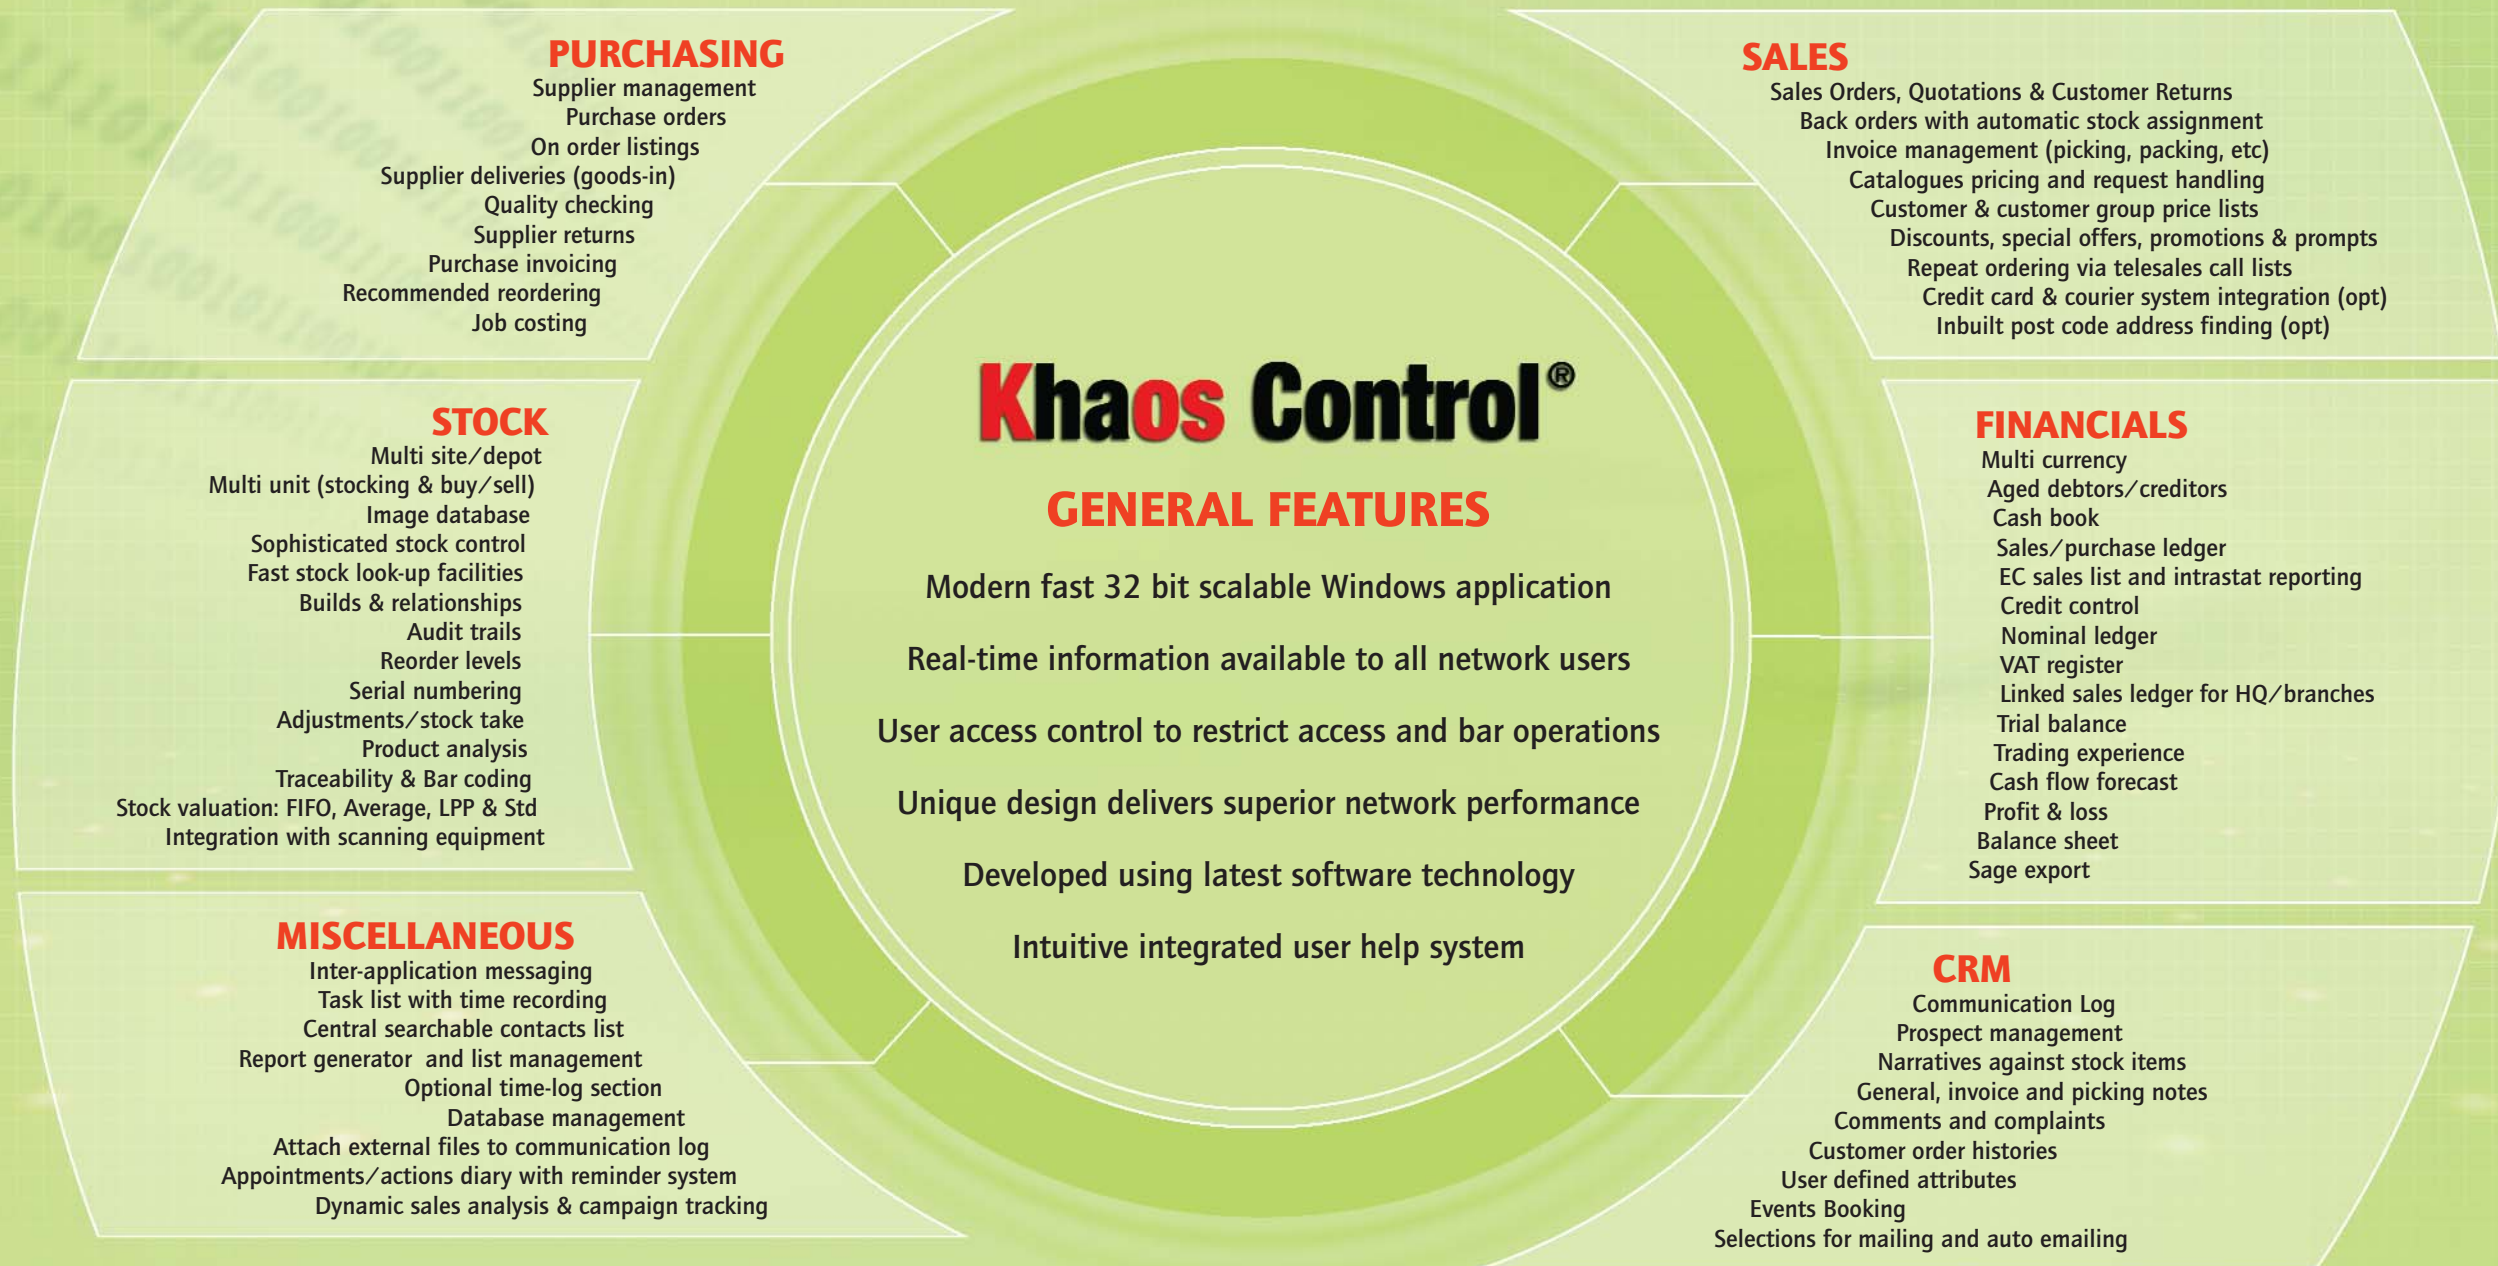 PURCHASING
Supplier management
Purchase orders
On order listings
Supplier deliveries (goods-in)
Quality checking
Supplier returns
Purchase invoicing
Recommended reordering
Job costing
STOCK
Multi site/depot
Multi unit (stocking & buy/sell)
Image database
Sophisticated stock control
Fast stock look-up facilities
Builds & relationships
Audit trails
Reorder levels
Serial numbering
Adjustments/stock take
Product analysis
Traceability & Bar coding
Stock valuation: FIFO, Average, LPP & Std
Integration with scanning equipment
MISCELLANEOUS
Inter-application messaging
Task list with time recording
Central searchable contacts list
Report generator and list management
Optional time-log section
Database management
Attach external files to communication log
Appointments/actions diary with reminder system
Dynamic sales analysis & campaign tracking
Khaos Control®
GENERAL FEATURES
Modern fast 32 bit scalable Windows application
Real-time information available to all network users
User access control to restrict access and bar operations
Unique design delivers superior network performance
Developed using latest software technology
Intuitive integrated user help system
SALES
Sales Orders, Quotations & Customer Returns
Back orders with automatic stock assignment
Invoice management (picking, packing, etc)
Catalogues pricing and request handling
Customer & customer group price lists
Discounts, special offers, promotions & prompts
Repeat ordering via telesales call lists
Credit card & courier system integration (opt)
Inbuilt post code address finding (opt)
FINANCIALS
Multi currency
Aged debtors/creditors
Cash book
Sales/purchase ledger
EC sales list and intrastat reporting
Credit control
Nominal ledger
VAT register
Linked sales ledger for HQ/branches
Trial balance
Trading experience
Cash flow forecast
Profit & loss
Balance sheet
Sage export
CRM
Communication Log
Prospect management
Narratives against stock items
General, invoice and picking notes
Comments and complaints
Customer order histories
User defined attributes
Events Booking
Selections for mailing and auto emailing